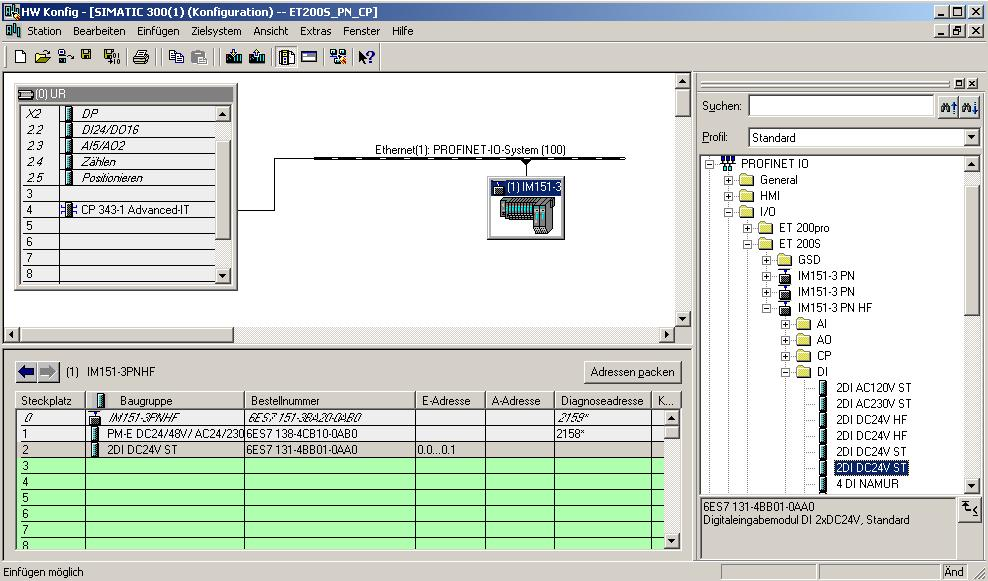 HW Konfig - [SIMATIC 300(1) (Konfiguration) -- ET200S_PN_CP]
Station Bearbeiten Einfügen Zielsystem Ansicht Extras Fenster Hilfe
(0) UR
X2 DP
2.2 DI24/DO16
2.3 AI5/AO2
2.4 Zählen
2.5 Positionieren
3
4 CP 343-1 Advanced-IT
5
6
7
8
Ethernet(1): PROFINET-IO-System (100)
(1) IM151-3
Suchen:
Profil: Standard
PROFINET IO
General
HMI
I/O
ET 200pro
ET 200S
GSD
IM151-3 PN
IM151-3 PN
IM151-3 PN HF
AI
AO
CP
DI
2DI AC120V ST
2DI AC230V ST
2DI DC24V HF
2DI DC24V HF
2DI DC24V ST
2DI DC24V ST
4 DI NAMUR
6ES7 131-4BB01-0AA0
Digitaleingabemodul DI 2xDC24V, Standard
(1) IM151-3PNHF
Adressen packen
Steckplatz Baugruppe Bestellnummer E-Adresse A-Adresse Diagnoseadresse K...
0 IM151-3PNHF 6ES7 151-3BA20-0AB0 2159*
1 PM-E DC24/48V// AC24/230 6ES7 138-4CB10-0AB0 2158*
2 2DI DC24V ST 6ES7 131-4BB01-0AA0 0.0...0.1
3
4
5
6
7
8
Einfügen möglich
Änd